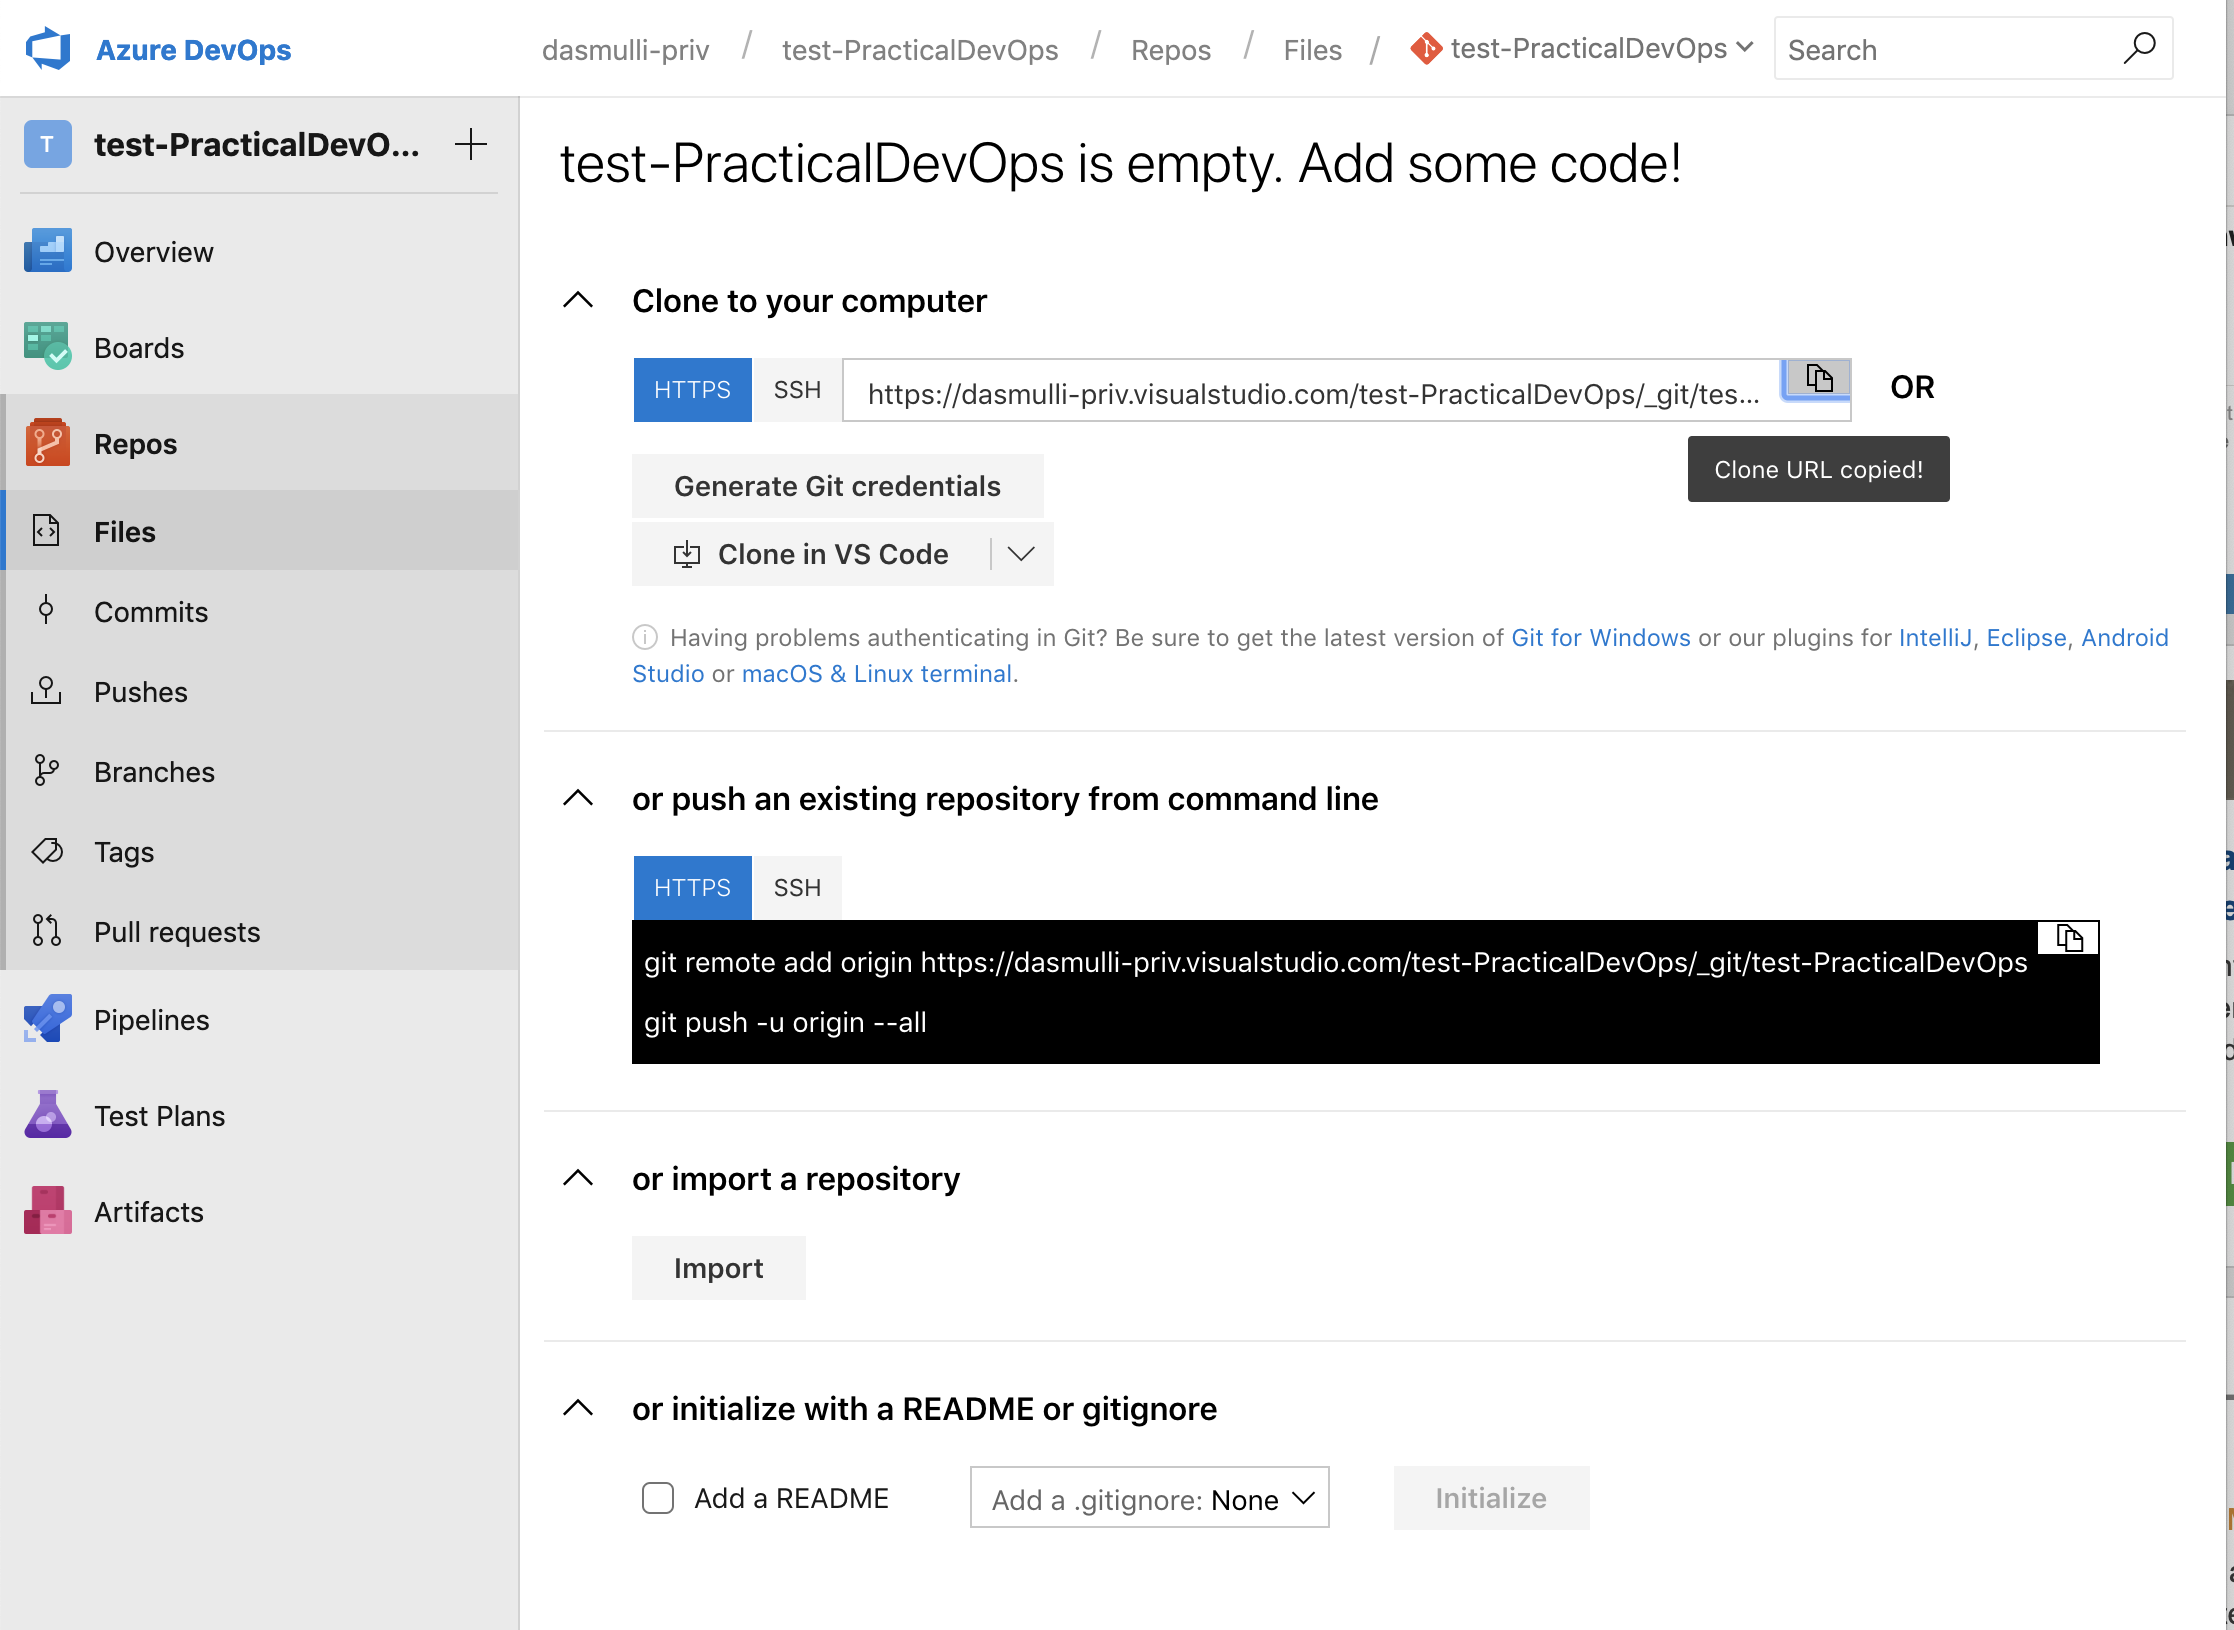 Azure DevOps
dasmulli-priv / test-PracticalDevOps / Repos / Files / test-PracticalDevOps
Search
T test-PracticalDevO...
Overview
Boards
Repos
Files
Commits
Pushes
Branches
Tags
Pull requests
Pipelines
Test Plans
Artifacts
test-PracticalDevOps is empty. Add some code!
Clone to your computer
HTTPS SSH https://dasmulli-priv.visualstudio.com/test-PracticalDevOps/_git/tes... OR
Clone URL copied!
Generate Git credentials
Clone in VS Code
Having problems authenticating in Git? Be sure to get the latest version of Git for Windows or our plugins for IntelliJ, Eclipse, Android
Studio or macOS & Linux terminal.
or push an existing repository from command line
HTTPS SSH
git remote add origin https://dasmulli-priv.visualstudio.com/test-PracticalDevOps/_git/test-PracticalDevOps
git push -u origin --all
or import a repository
Import
or initialize with a README or gitignore
Add a README
Add a .gitignore: None
Initialize